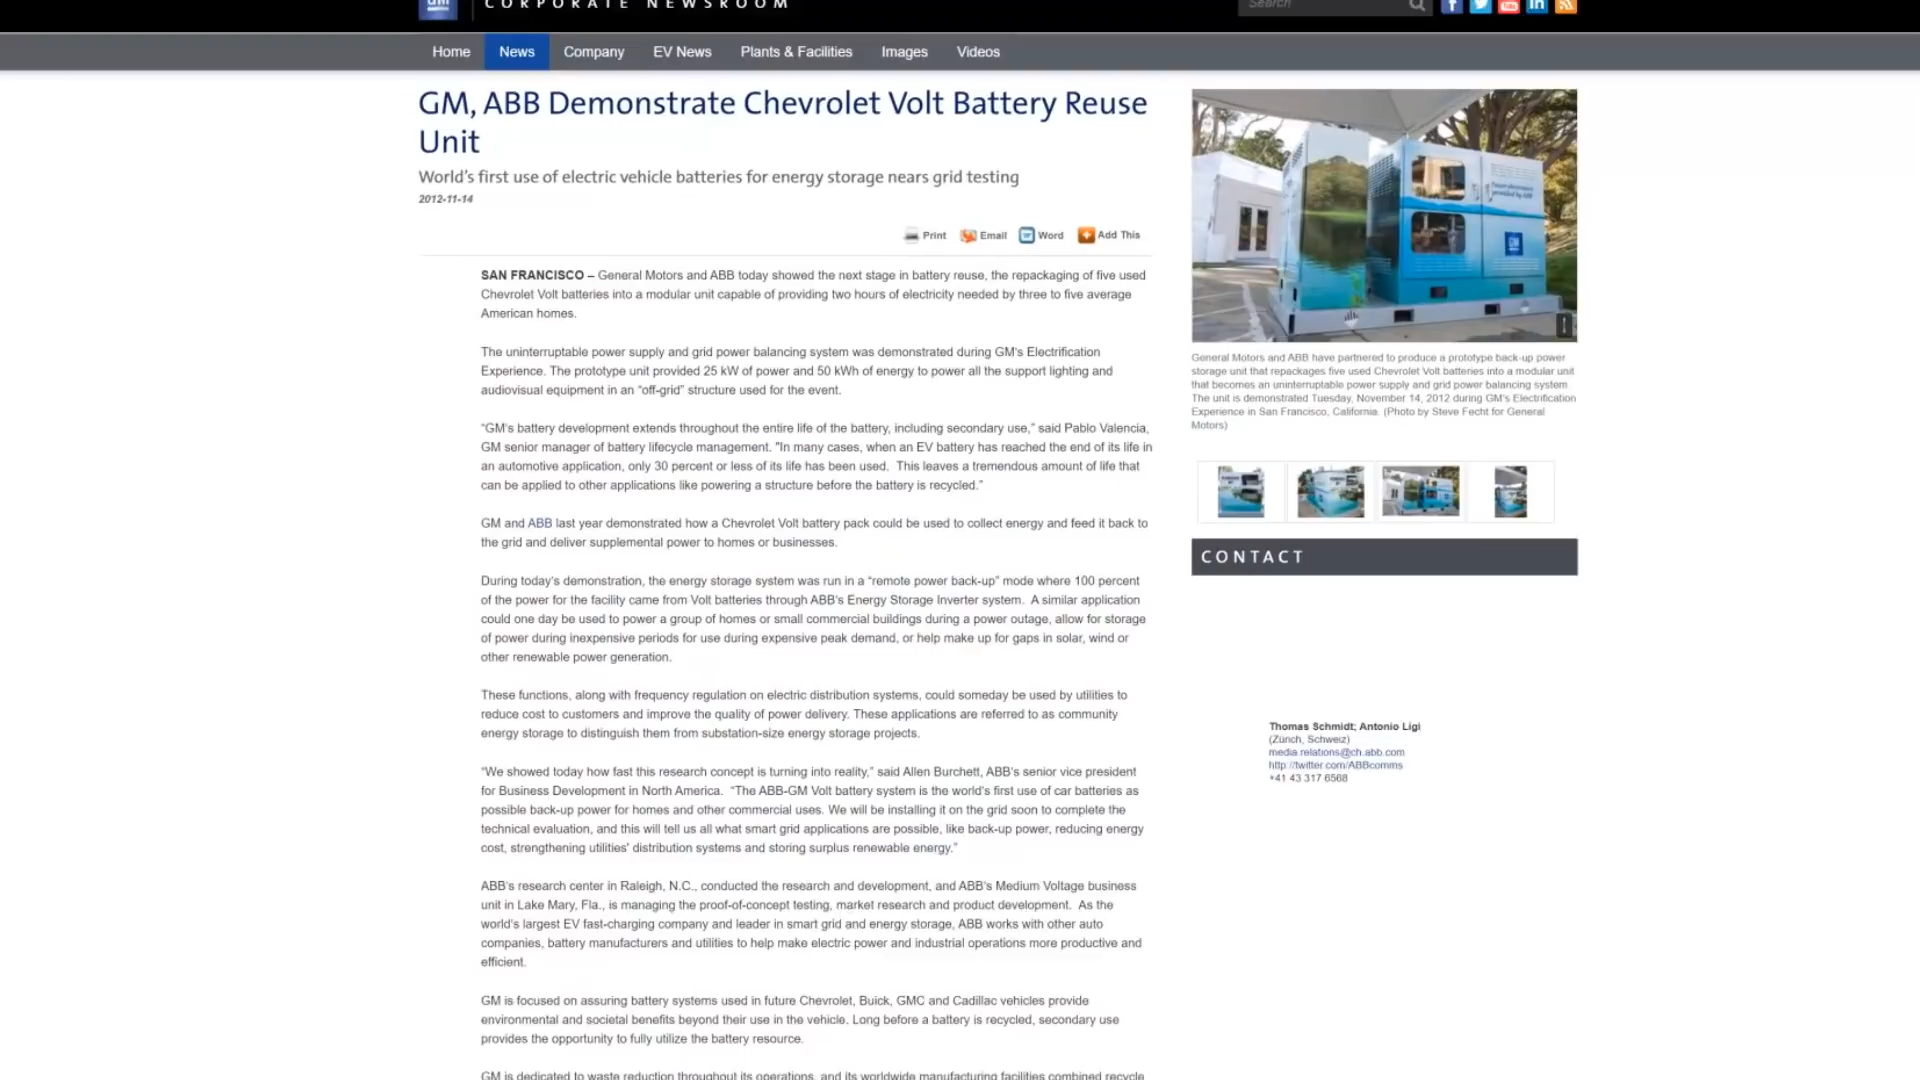 GM
CORPORATE NEWSROOM
Search
Home News Company EV News Plants & Facilities Images Videos
GM, ABB Demonstrate Chevrolet Volt Battery Reuse
Unit
World's first use of electric vehicle batteries for energy storage nears grid testing
2012-11-14
Print Email Word Add This
SAN FRANCISCO – General Motors and ABB today showed the next stage in battery reuse, the repackaging of five used
Chevrolet Volt batteries into a modular unit capable of providing two hours of electricity needed by three to five average
American homes.
The uninterruptable power supply and grid power balancing system was demonstrated during GM's Electrification
Experience. The prototype unit provided 25 kW of power and 50 kWh of energy to power all the support lighting and
audiovisual equipment in an “off-grid” structure used for the event.
“GM's battery development extends throughout the entire life of the battery, including secondary use,” said Pablo Valencia,
GM senior manager of battery lifecycle management. "In many cases, when an EV battery has reached the end of its life in
an automotive application, only 30 percent or less of its life has been used. This leaves a tremendous amount of life that
can be applied to other applications like powering a structure before the battery is recycled.”
GM and ABB last year demonstrated how a Chevrolet Volt battery pack could be used to collect energy and feed it back to
the grid and deliver supplemental power to homes or businesses.
During today's demonstration, the energy storage system was run in a “remote power back-up” mode where 100 percent
of the power for the facility came from Volt batteries through ABB's Energy Storage Inverter system. A similar application
could one day be used to power a group of homes or small commercial buildings during a power outage, allow for storage
of power during inexpensive periods for use during expensive peak demand, or help make up for gaps in solar, wind or
other renewable power generation.
These functions, along with frequency regulation on electric distribution systems, could someday be used by utilities to
reduce cost to customers and improve the quality of power delivery. These applications are referred to as community
energy storage to distinguish them from substation-size energy storage projects.
“We showed today how fast this research concept is turning into reality,” said Allen Burchett, ABB's senior vice president
for Business Development in North America. “The ABB-GM Volt battery system is the world's first use of car batteries as
possible back-up power for homes and other commercial uses. We will be installing it on the grid soon to complete the
technical evaluation, and this will tell us all what smart grid applications are possible, like back-up power, reducing energy
cost, strengthening utilities' distribution systems and storing surplus renewable energy.”
ABB's research center in Raleigh, N.C., conducted the research and development, and ABB's Medium Voltage business
unit in Lake Mary, Fla., is managing the proof-of-concept testing, market research and product development. As the
world's largest EV fast-charging company and leader in smart grid and energy storage, ABB works with other auto
companies, battery manufacturers and utilities to help make electric power and industrial operations more productive and
efficient.
GM is focused on assuring battery systems used in future Chevrolet, Buick, GMC and Cadillac vehicles provide
environmental and societal benefits beyond their use in the vehicle. Long before a battery is recycled, secondary use
provides the opportunity to fully utilize the battery resource.
GM is dedicated to waste reduction throughout its operations, and its worldwide manufacturing facilities combined recycle
General Motors and ABB have partnered to produce a prototype back-up power
storage unit that repackages five used Chevrolet Volt batteries into a modular unit
that becomes an uninterruptable power supply and grid power balancing system
The unit is demonstrated Tuesday, November 14, 2012 during GM's Electrification
Experience in San Francisco, California. (Photo by Steve Fecht for General
Motors)
CONTACT
Thomas Schmidt; Antonio Ligi
(Zürich, Schweiz)
media.relations@ch.abb.com
http://twitter.com/ABBcomms
+41 43 317 6568